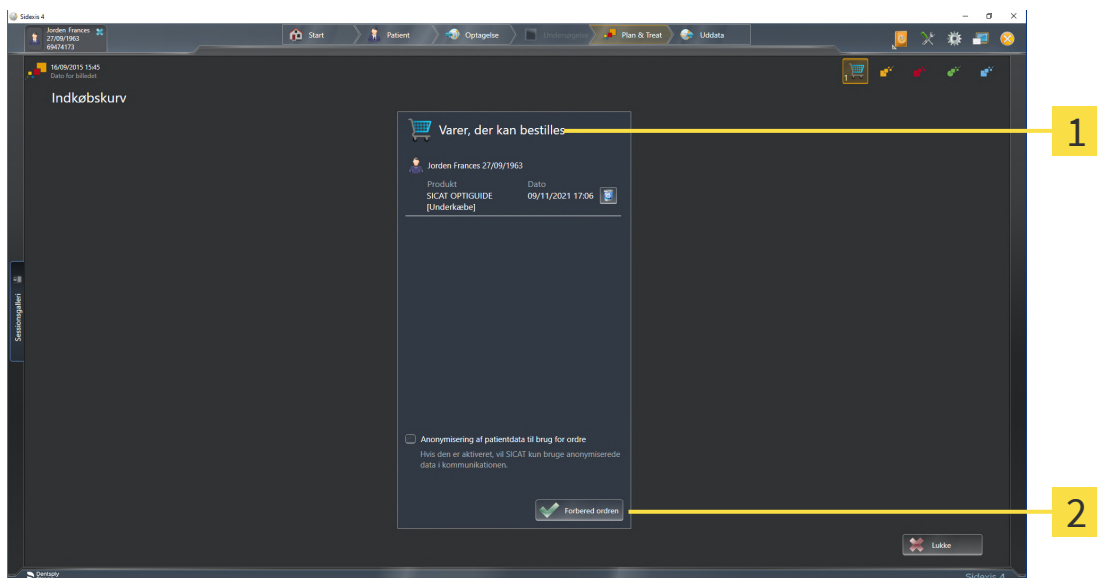 Sidexis 4
Jorden Frances
27/09/1963
69474173
Start
Patient
Optagelse
Undersøgelse
Plan & Treat
Uddata
16/09/2015 15:45
Dato for billedet
1
Indkøbskurv
Varer, der kan bestilles
1
Jorden Frances 27/09/1963
Produkt Dato
SICAT OPTIGUIDE 09/11/2021 17:06
[Underkæbe]
Sessionsgalleri
Anonymisering af patientdata til brug for ordre
Hvis den er aktiveret, vil SICAT kun bruge anonymiserede
data i kommunikationen.
Forbered ordren
2
Lukke
Dentsply
Sidexis 4